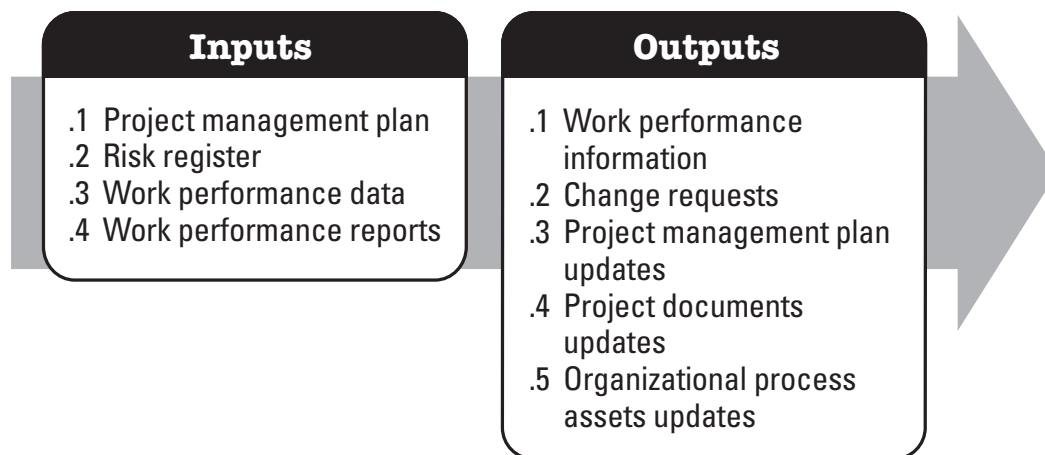 Inputs
.1 Project management plan
.2 Risk register
.3 Work performance data
.4 Work performance reports
Outputs
.1 Work performance
information
.2 Change requests
.3 Project management plan
updates
.4 Project documents
updates
.5 Organizational process
assets updates